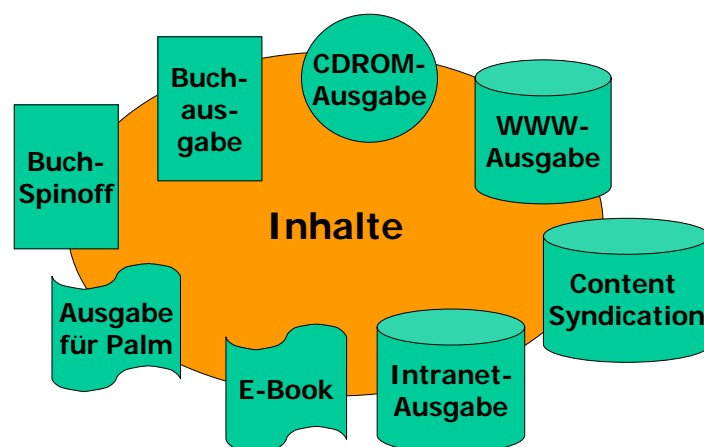 Buch-
Spinoff
Buch-
aus-
gabe
CDROM-
Ausgabe
WWW-
Ausgabe
Inhalte
Content
Syndication
Ausgabe
für Palm
E-Book
Intranet-
Ausgabe